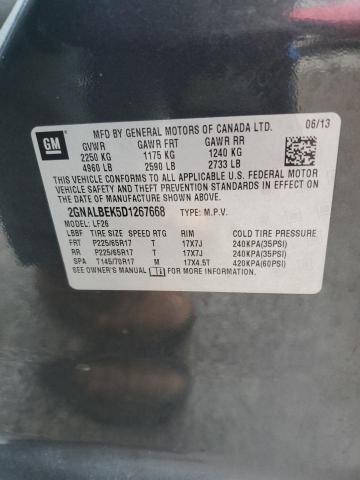 GM
MFD BY GENERAL MOTORS OF CANADA LTD. 06/13
GVWR GAWR FRT GAWR RR
2250 KG 1175 KG 1240 KG
4960 LB 2590 LB 2733 LB
THIS VEHICLE CONFORMS TO ALL APPLICABLE U.S. FEDERAL MOTOR
VEHICLE SAFETY AND THEFT PREVENTION STANDARDS IN EFFECT ON THE
DATE OF MANUFACTURE SHOWN ABOVE.
2GNALBEK5D1267668 TYPE: M.P.V.
MODEL: LF26
LBBF TIRE SIZE SPEED RTG RIM COLD TIRE PRESSURE
FRT P225/65R17 T 17X7J 240KPA(35PSI)
RR P225/65R17 T 17X7J 240KPA(35PSI)
SPA T145/70R17 M 17X4.5T 420KPA(60PSI)
SEE OWNER'S MANUAL FOR ADDITIONAL INFORMATION.